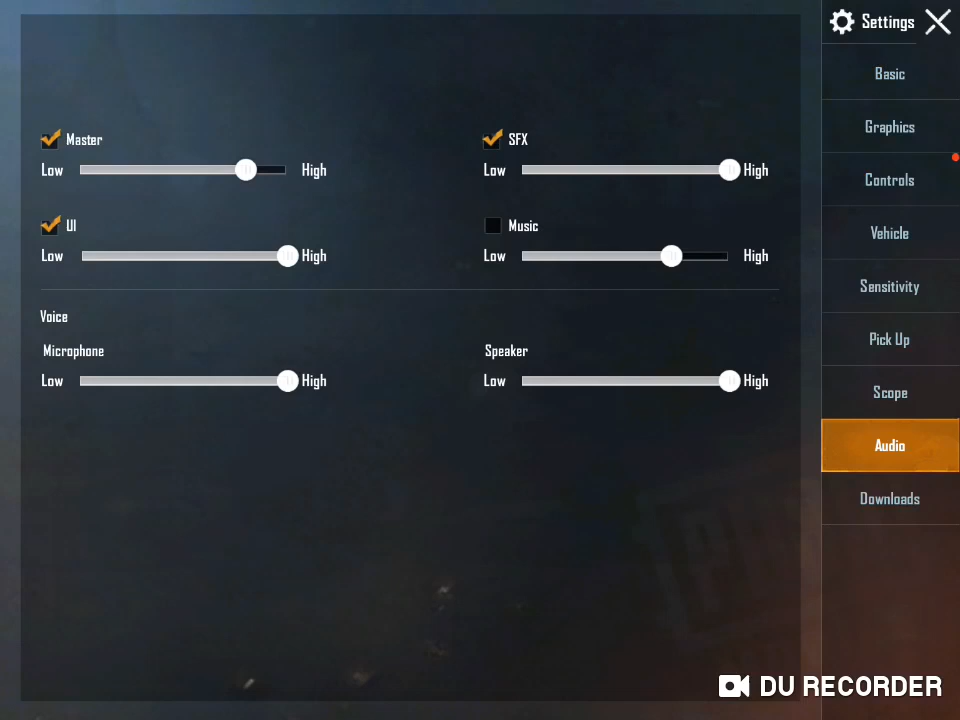 Settings
Master
Low High
SFX
Low High
UI
Low High
Music
Low High
Voice
Microphone
Low High
Speaker
Low High
Basic
Graphics
Controls
Vehicle
Sensitivity
Pick Up
Scope
Audio
Downloads
DU RECORDER